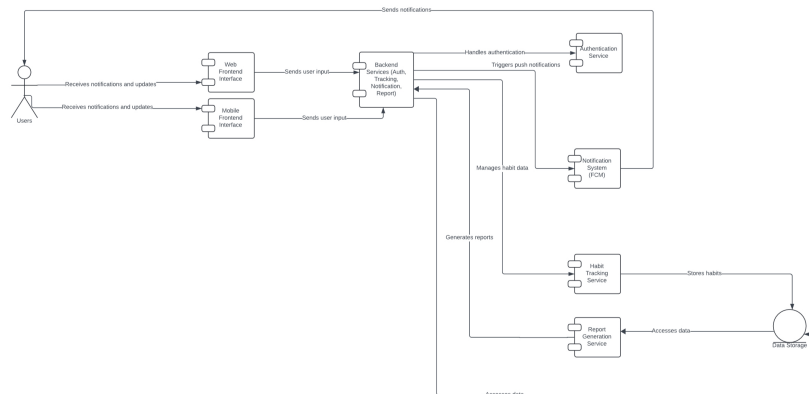 Sends notifications
Web
Frontend
Interface
Backend
Services (Auth,
Tracking,
Notification,
Report)
Authentication
Service
Handles authentication
Triggers push notifications
Receives notifications and updates
Sends user input
Receives notifications and updates
Mobile
Frontend
Interface
Sends user input
Users
Notification
System
(FCM)
Manages habit data
Generates reports
Habit
Tracking
Service
Stores habits
Report
Generation
Service
Accesses data
Data Storage
Accesses data